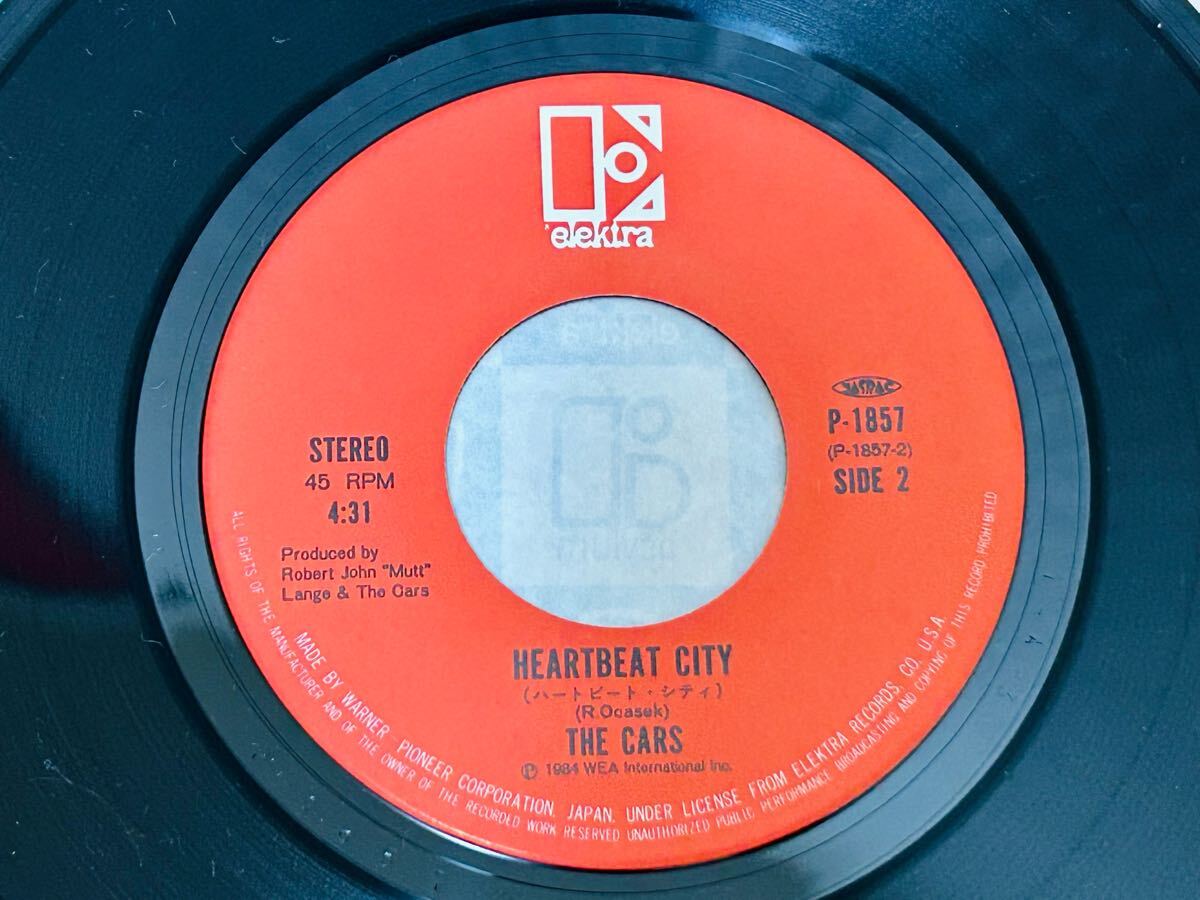 elektra
elektra
JASRAC
P-1857
(P-1857-2)
SIDE 2
STEREO
45 RPM
4:31
Produced by
Robert John "Mutt"
Lange & The Cars
HEARTBEAT CITY
(ハートビート・シティ)
(R.Ocasek)
THE CARS
Ⓟ 1984 WEA International Inc.
MADE BY WARNER-PIONEER CORPORATION, JAPAN, UNDER LICENSE FROM ELEKTRA RECORDS, CO. U.S.A.
ALL RIGHTS OF THE MANUFACTURER AND OF THE OWNER OF THE RECORDED WORK RESERVED UNAUTHORIZED PUBLIC PERFORMANCE BROADCASTING AND COPYING OF THIS RECORD PROHIBITED